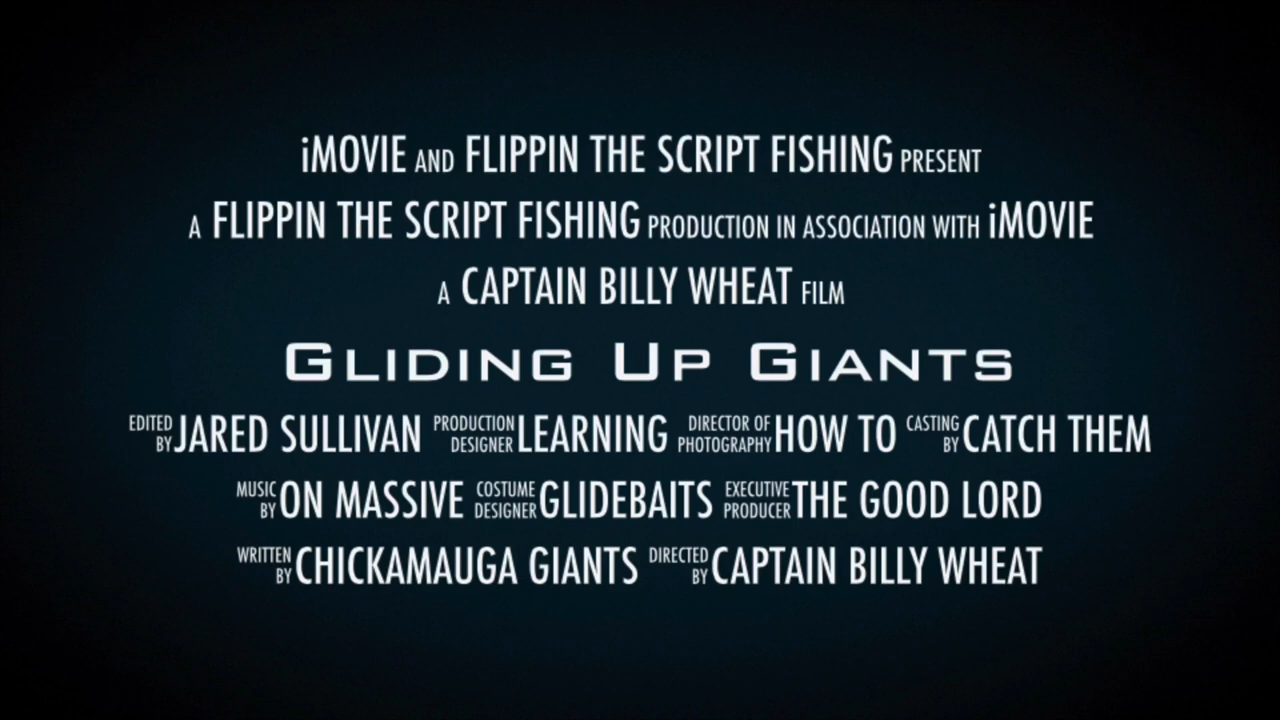 iMOVIE AND FLIPPIN THE SCRIPT FISHING PRESENT
A FLIPPIN THE SCRIPT FISHING PRODUCTION IN ASSOCIATION WITH iMOVIE
A CAPTAIN BILLY WHEAT FILM
GLIDING UP GIANTS
EDITED BY JARED SULLIVAN PRODUCTION DESIGNER LEARNING DIRECTOR OF PHOTOGRAPHY HOW TO CASTING BY CATCH THEM
MUSIC BY ON MASSIVE COSTUME DESIGNER GLIDEBAITS EXECUTIVE PRODUCER THE GOOD LORD
WRITTEN BY CHICKAMAUGA GIANTS DIRECTED BY CAPTAIN BILLY WHEAT